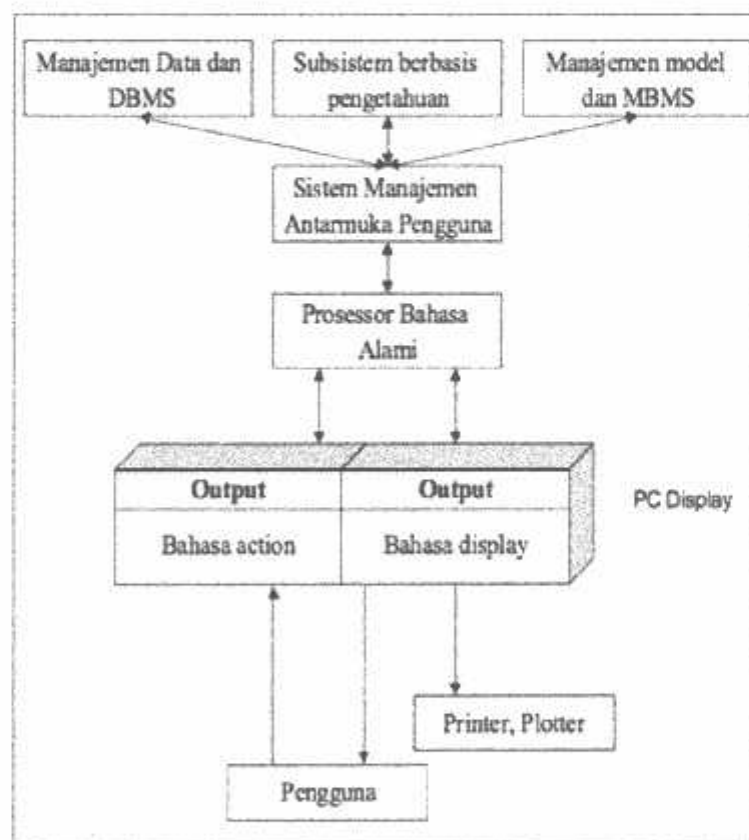 Manajemen Data dan
DBMS
Subsistem berbasis
pengetahuan
Manajemen model
dan MBMS
Sistem Manajemen
Antarmuka Pengguna
Prosessor Bahasa
Alami
Output
Output
PC Display
Bahasa action
Bahasa display
Printer, Plotter
Pengguna